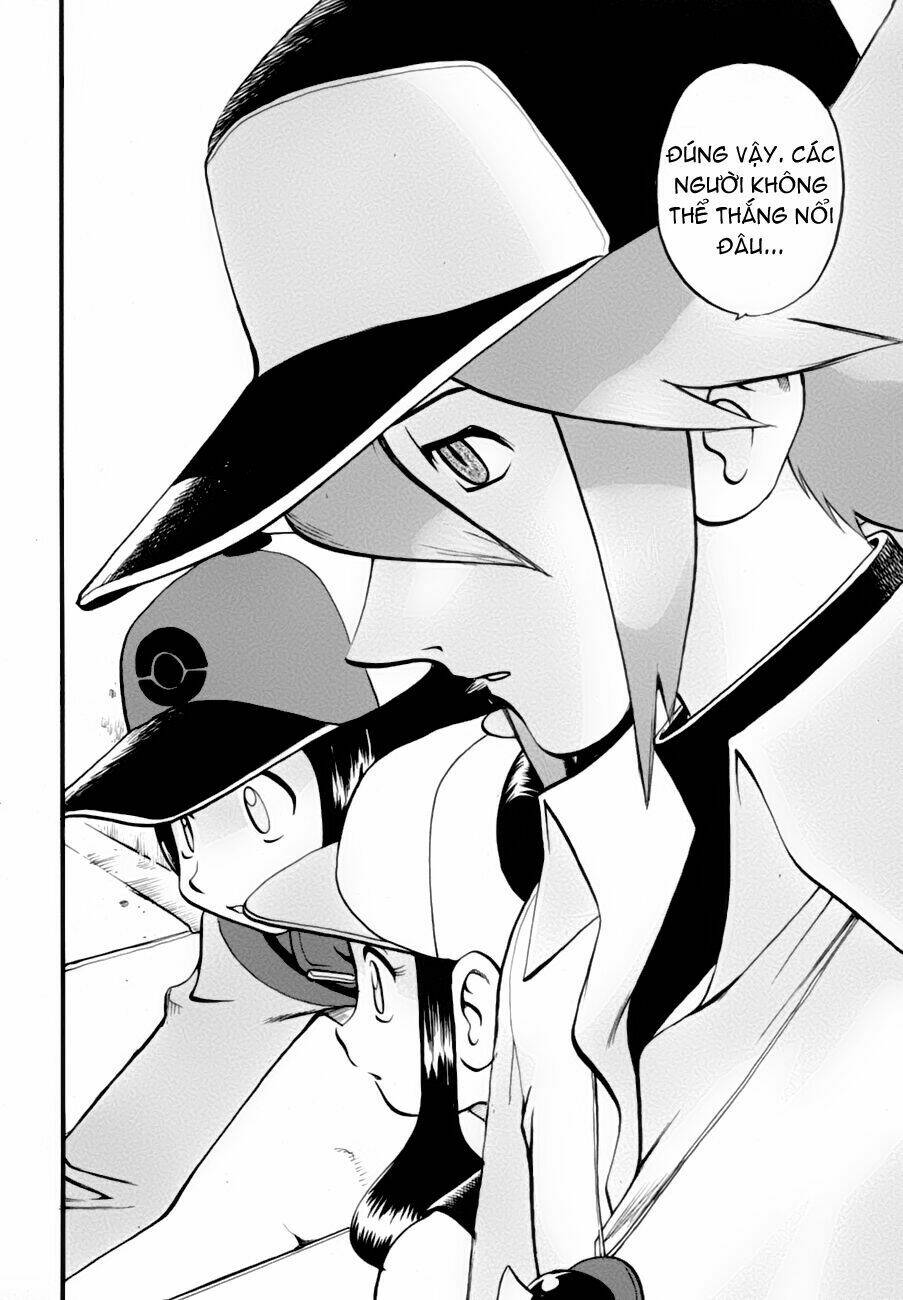 ĐÚNG VẬY. CÁC
NGƯỜI KHÔNG
THỂ THẮNG NỔI
ĐÂU...